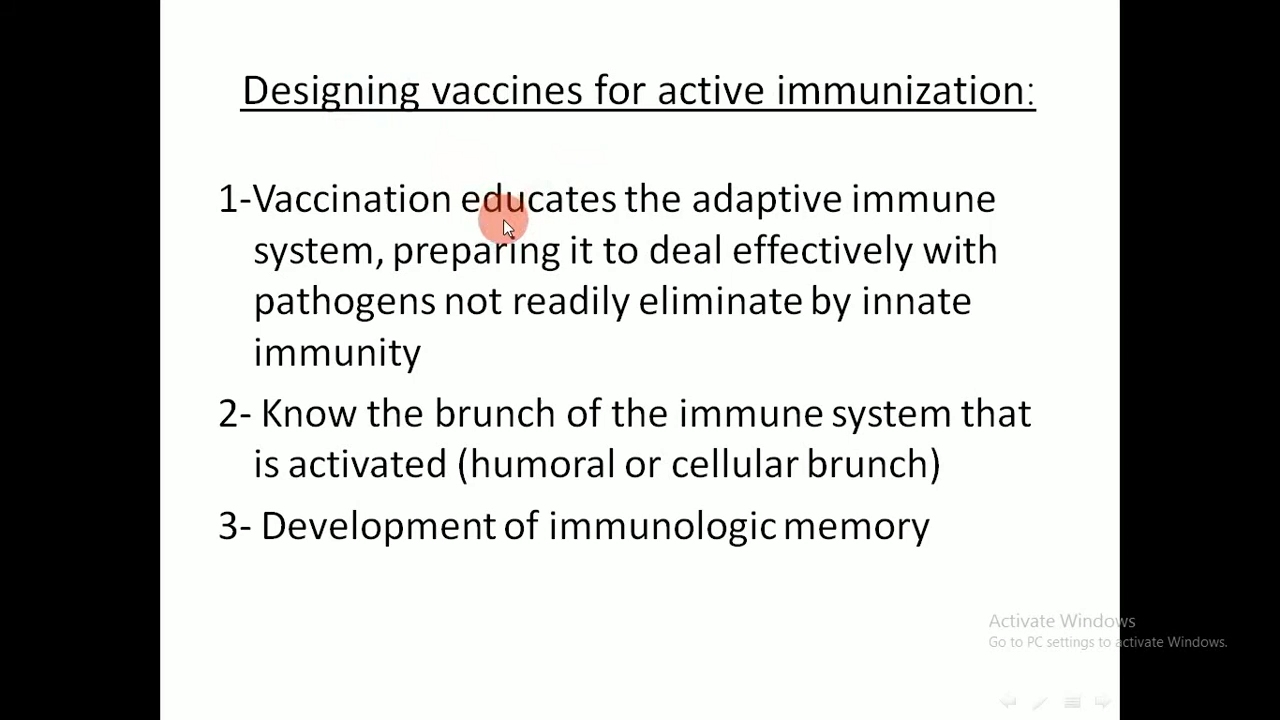 Designing vaccines for active immunization:
1-Vaccination educates the adaptive immune
system, preparing it to deal effectively with
pathogens not readily eliminate by innate
immunity
2- Know the brunch of the immune system that
is activated (humoral or cellular brunch)
3- Development of immunologic memory
Activate Windows
Go to PC settings to activate Windows.